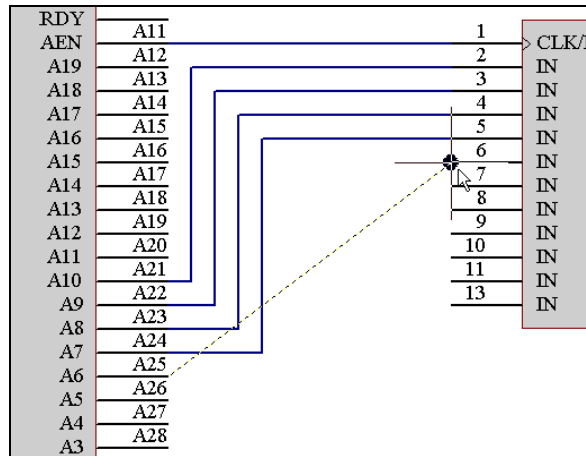 RDY
A11
1
AEN
CLK/I
A12
2
A19
IN
A13
3
A18
IN
A14
4
A17
IN
A15
5
A16
IN
A16
6
A15
IN
A17
7
A14
IN
A18
8
A13
IN
A19
9
A12
IN
A20
10
A11
IN
A21
11
A10
IN
A22
13
A9
IN
A23
A8
A24
A7
A25
A6
A26
A5
A27
A4
A28
A3